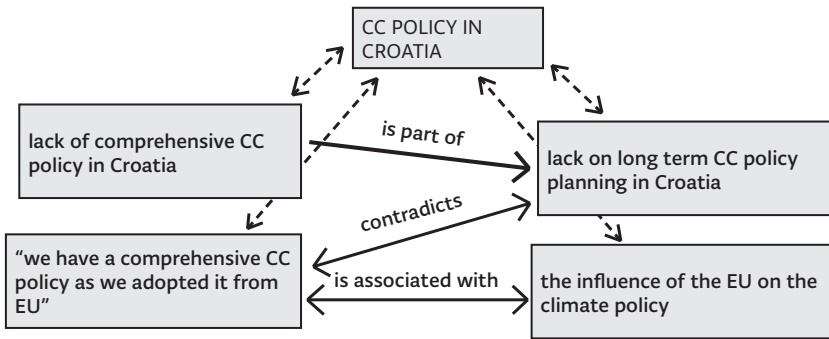 CC POLICY IN
CROATIA
lack of comprehensive CC
policy in Croatia
is part of
lack on long term CC policy
planning in Croatia
contradicts
“we have a comprehensive CC
policy as we adopted it from
EU”
is associated with
the influence of the EU on the
climate policy